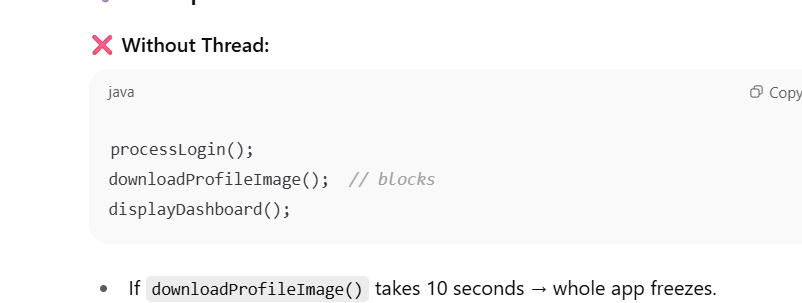 Without Thread:
java
Copy
processLogin();
downloadProfileImage(); // blocks
displayDashboard();
If downloadProfileImage() takes 10 seconds → whole app freezes.